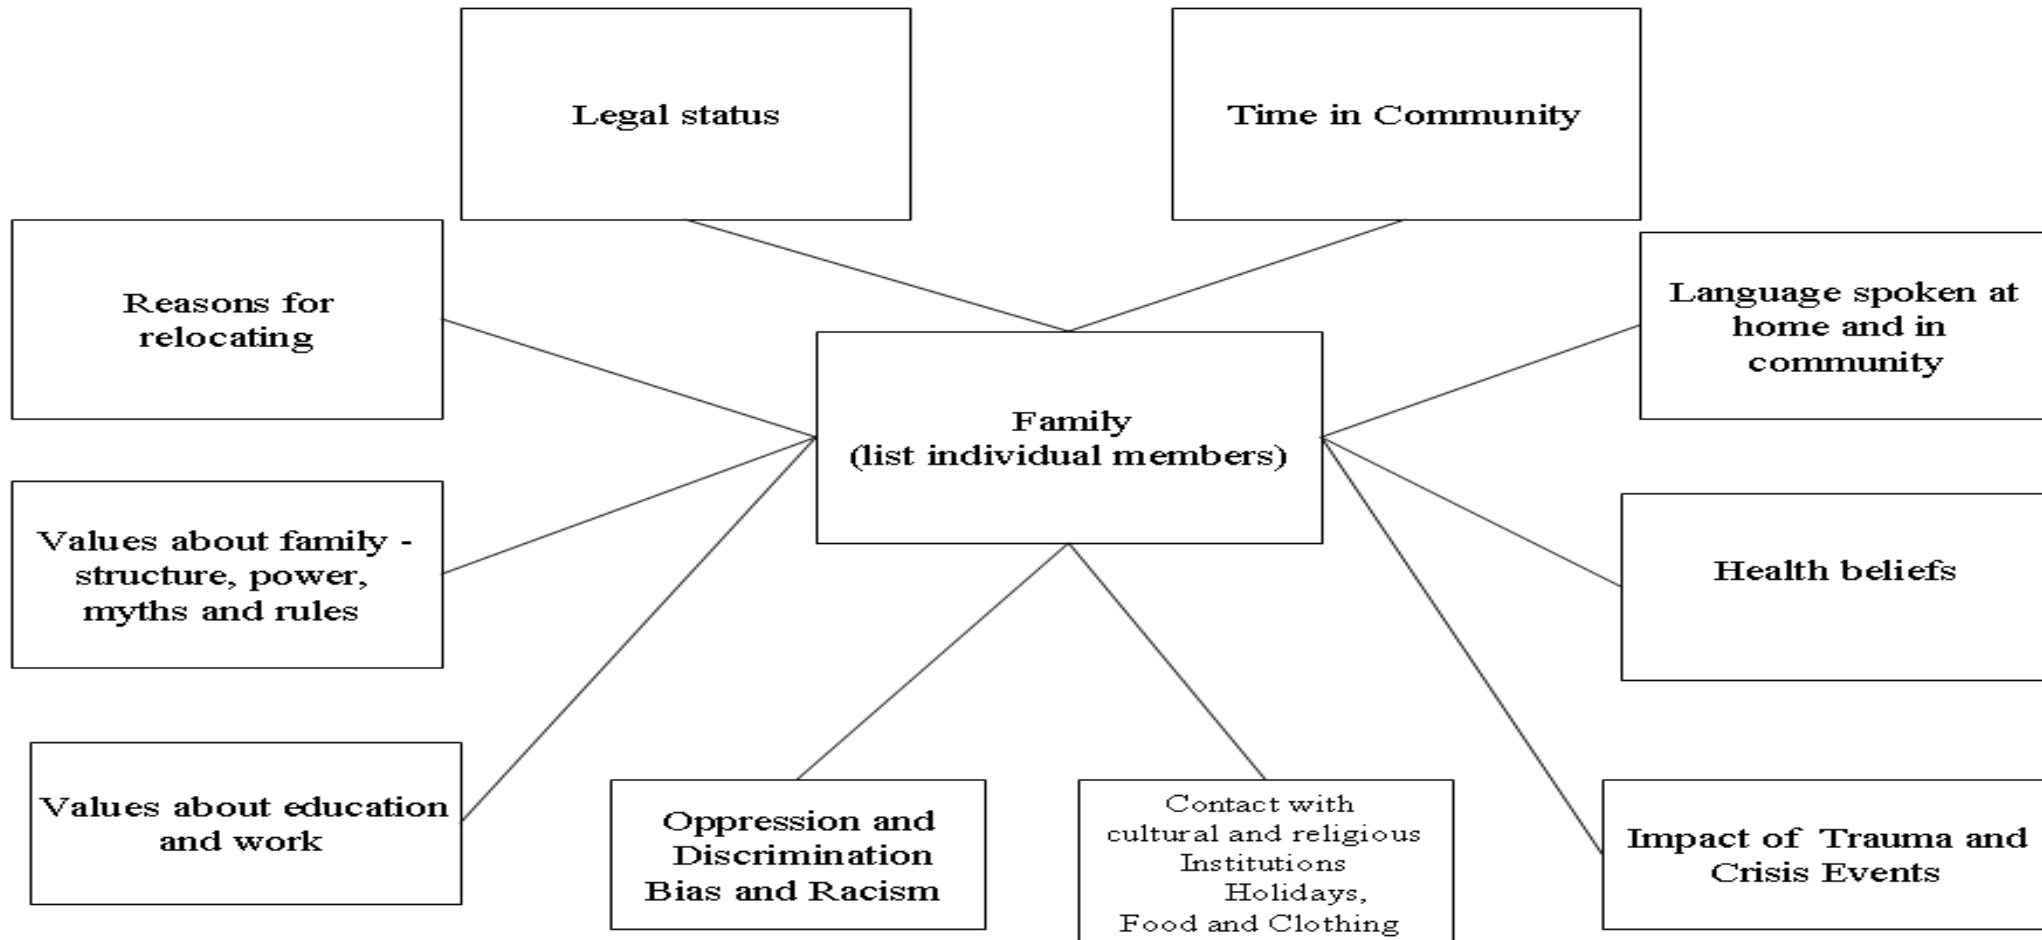 Legal status
Time in Community
Reasons for
relocating
Language spoken at
home and in
community
Family
(list individual members)
Values about family -
structure, power,
myths and rules
Health beliefs
Values about education
and work
Oppression and
Discrimination
Bias and Racism
Contact with
cultural and religious
Institutions
Holidays,
Food and Clothing
Impact of Trauma and
Crisis Events